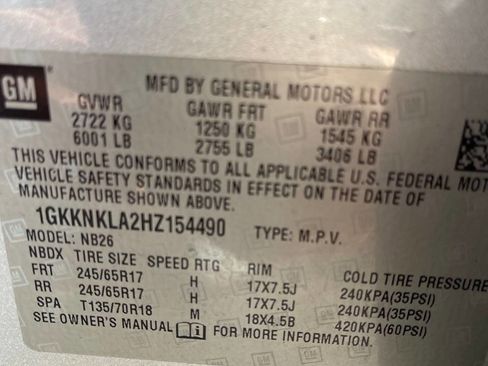 GM
MFD BY GENERAL MOTORS LLC
GVWR GAWR FRT GAWR RR
2722 KG 1250 KG 1545 KG
6001 LB 2755 LB 3406 LB
THIS VEHICLE CONFORMS TO ALL APPLICABLE U.S. FEDERAL MOT
VEHICLE SAFETY STANDARDS IN EFFECT ON THE DATE OF
MANUFACTURE SHOWN ABOVE.
1GKKNKLA2HZ154490 TYPE: M.P.V.
MODEL: NB26
NBDX TIRE SIZE SPEED RTG RIM COLD TIRE PRESSURE
FRT 245/65R17 H 17X7.5J 240KPA(35PSI)
RR 245/65R17 H 17X7.5J 240KPA(35PSI)
SPA T135/70R18 M 18X4.5B 420KPA(60PSI)
SEE OWNER'S MANUAL FOR MORE INFORMATION.